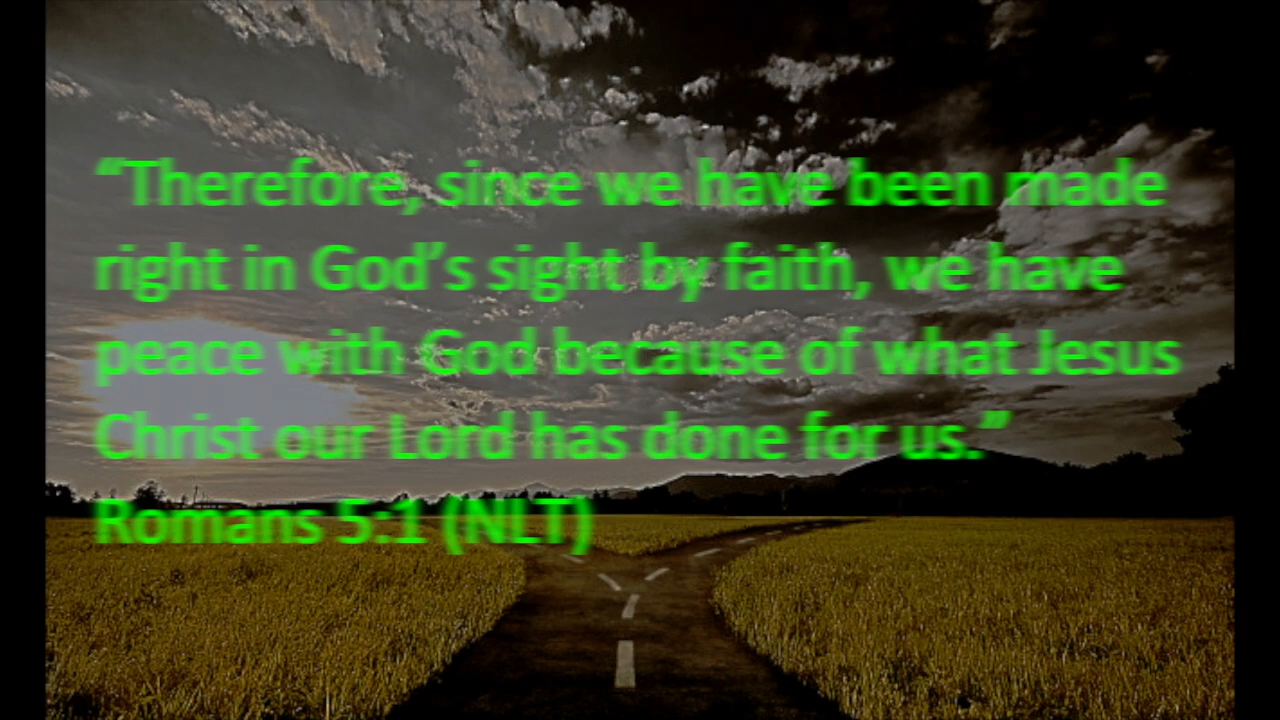 “Therefore, since we have been made
right in God’s sight by faith, we have
peace with God because of what Jesus
Christ our Lord has done for us.”
Romans 5:1 (NLT)